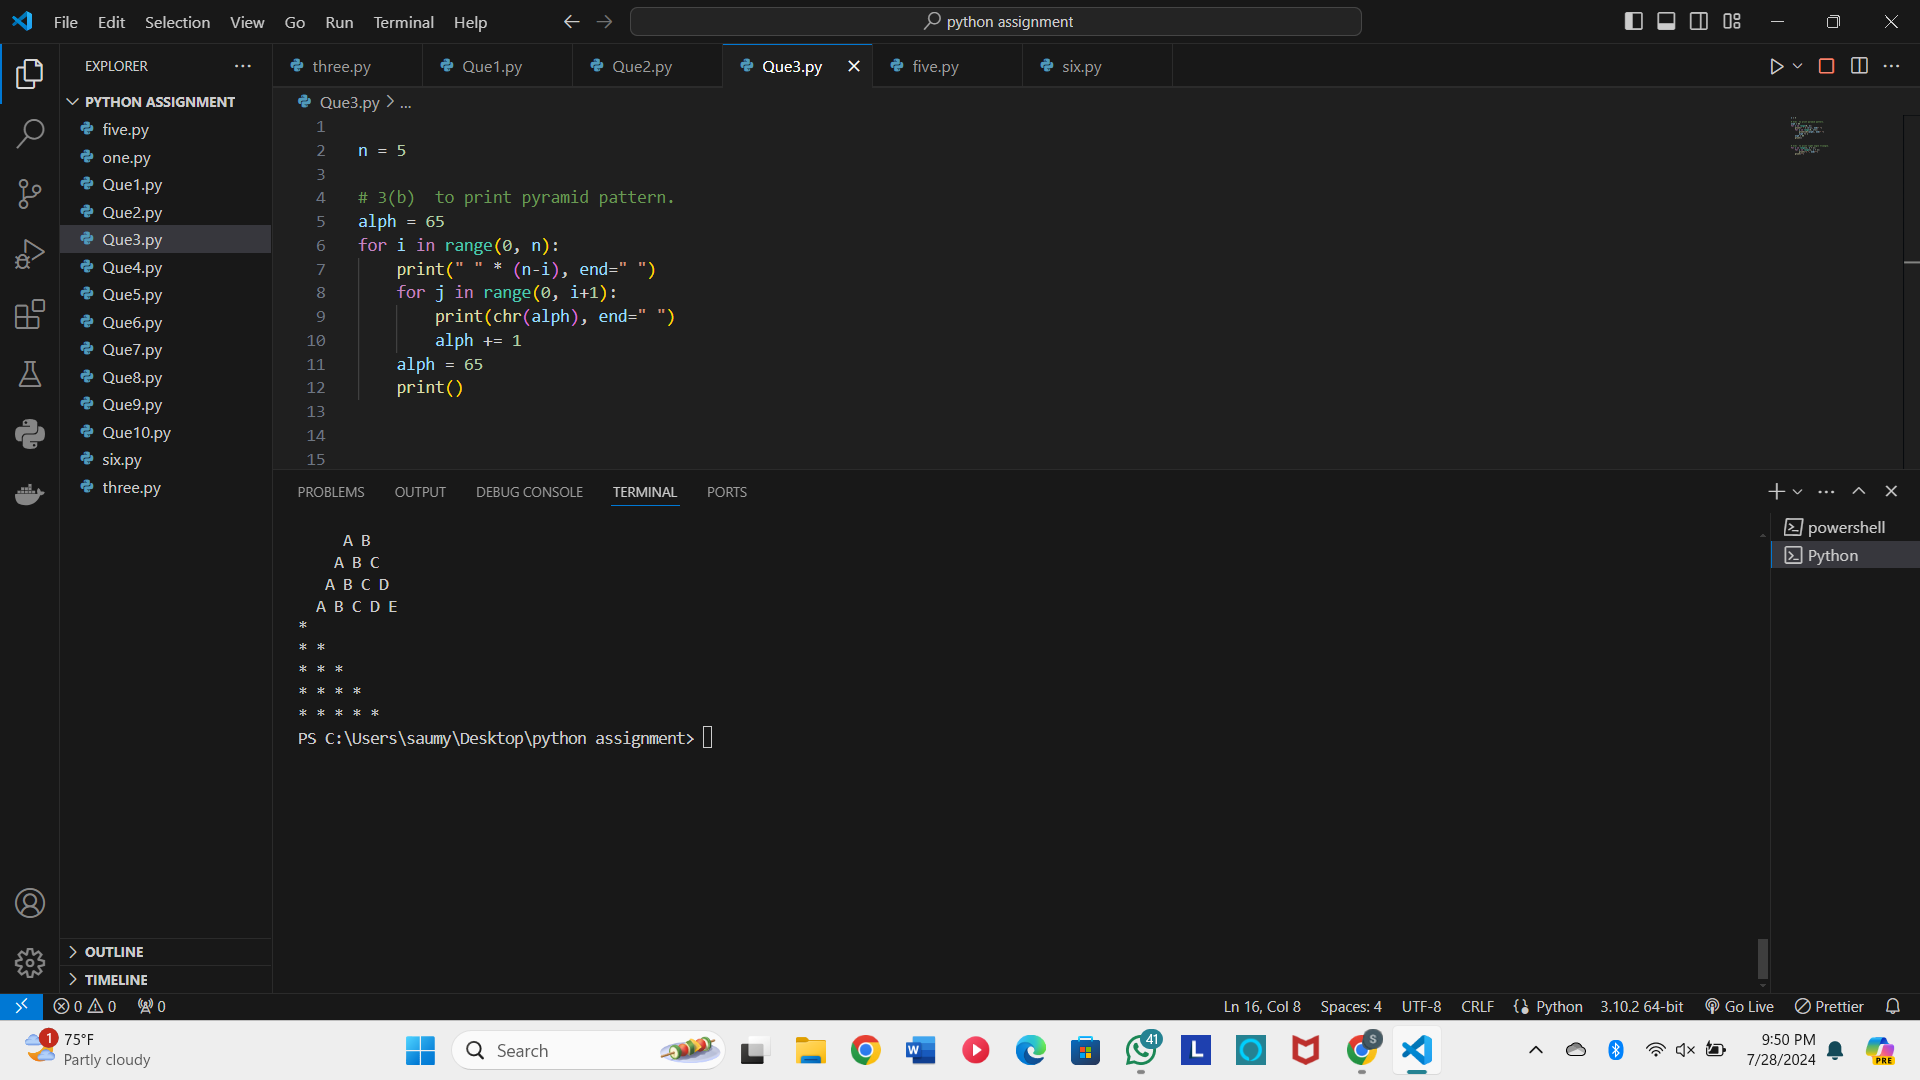 File Edit Selection View Go Run Terminal Help
python assignment
EXPLORER
PYTHON ASSIGNMENT
five.py
one.py
Que1.py
Que2.py
Que3.py
Que4.py
Que5.py
Que6.py
Que7.py
Que8.py
Que9.py
Que10.py
six.py
three.py
OUTLINE
TIMELINE
three.py Que1.py Que2.py Que3.py five.py six.py
Que3.py > ...
1
2 n = 5
3
4 # 3(b)  to print pyramid pattern.
5 alph = 65
6 for i in range(0, n):
7     print(" " * (n-i), end=" ")
8     for j in range(0, i+1):
9         print(chr(alph), end=" ")
10         alph += 1
11     alph = 65
12     print()
13
14
15
PROBLEMS OUTPUT DEBUG CONSOLE TERMINAL PORTS
A B
A B C
A B C D
A B C D E
*
* *
* * *
* * * *
* * * * *
PS C:\Users\saumy\Desktop\python assignment>
powershell
Python
0 0 0 Ln 16, Col 8 Spaces: 4 UTF-8 CRLF Python 3.10.2 64-bit Go Live Prettier
1
75°F
Partly cloudy
Search
W
41
L
S
9:50 PM
7/28/2024
PRE